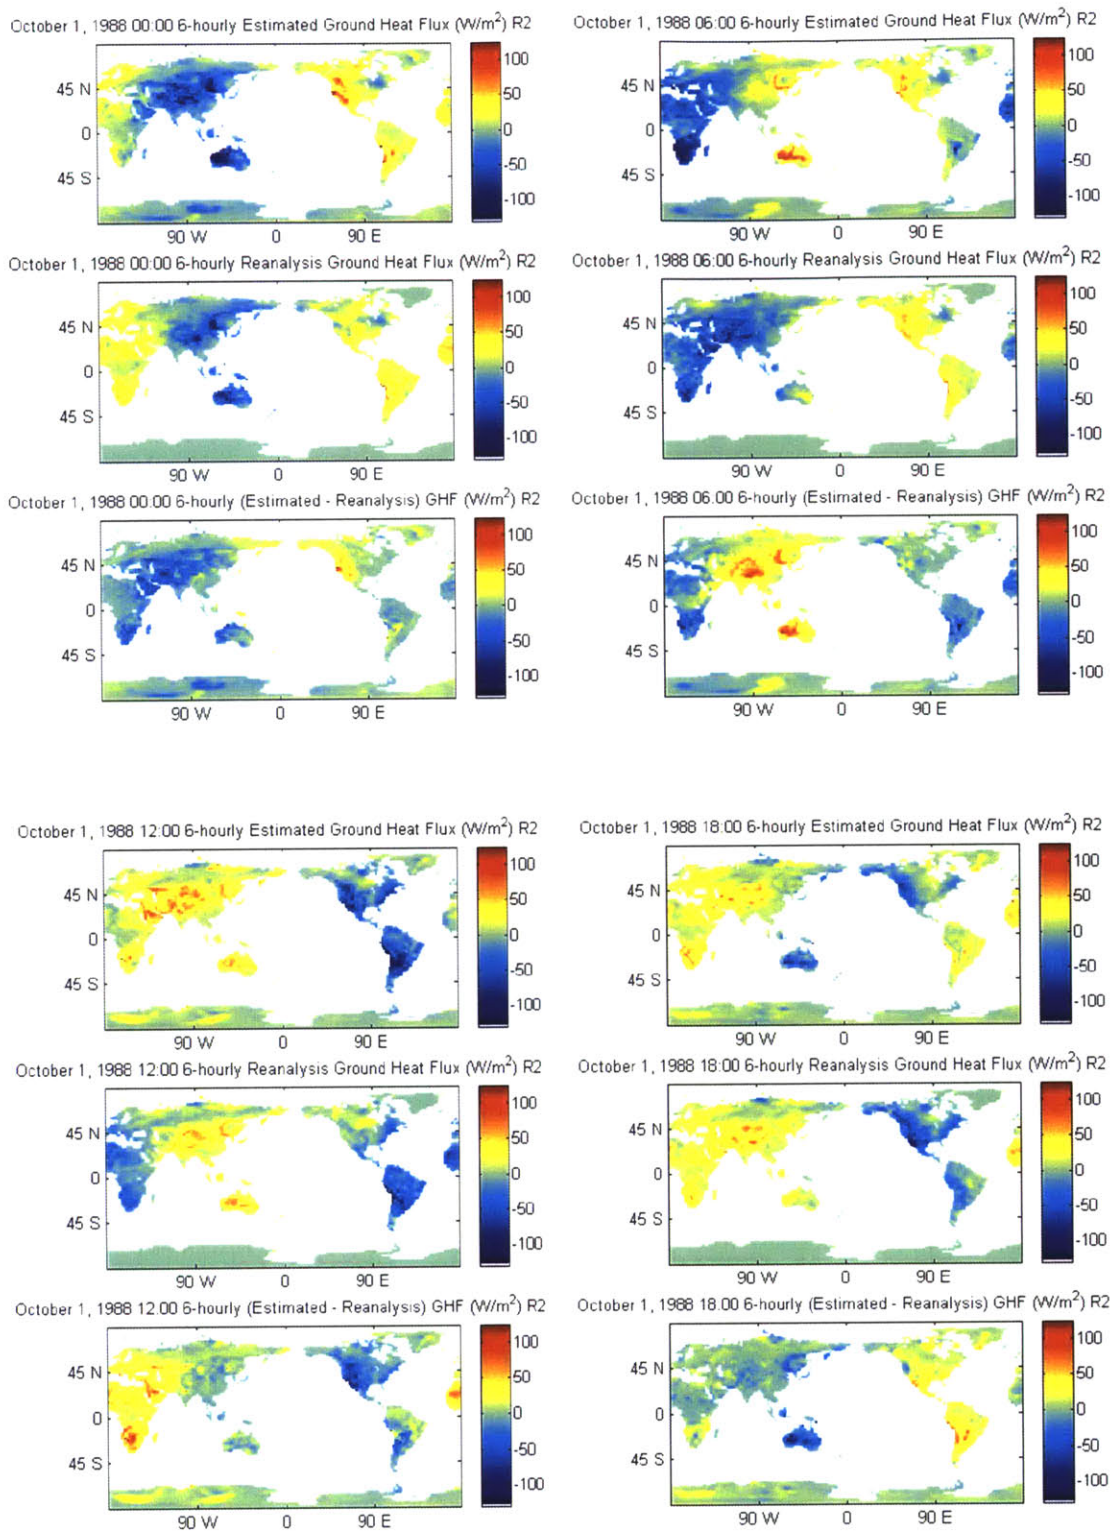 October 1, 1988 00:00 6-hourly Estimated Ground Heat Flux (W/m²) R2
100
50
0
-50
-100
45 N
0
45 S
90 W 0 90 E
October 1, 1988 00:00 6-hourly Reanalysis Ground Heat Flux (W/m²) R2
100
50
0
-50
-100
45 N
0
45 S
90 W 0 90 E
October 1, 1988 00:00 6-hourly (Estimated - Reanalysis) GHF (W/m²) R2
100
50
0
-50
-100
45 N
0
45 S
90 W 0 90 E
October 1, 1988 06:00 6-hourly Estimated Ground Heat Flux (W/m²) R2
100
50
0
-50
-100
45 N
0
45 S
90 W 0 90 E
October 1, 1988 06:00 6-hourly Reanalysis Ground Heat Flux (W/m²) R2
100
50
0
-50
-100
45 N
0
45 S
90 W 0 90 E
October 1, 1988 06:00 6-hourly (Estimated - Reanalysis) GHF (W/m²) R2
100
50
0
-50
-100
45 N
0
45 S
90 W 0 90 E
October 1, 1988 12:00 6-hourly Estimated Ground Heat Flux (W/m²) R2
100
50
0
-50
-100
45 N
0
45 S
90 W 0 90 E
October 1, 1988 12:00 6-hourly Reanalysis Ground Heat Flux (W/m²) R2
100
50
0
-50
-100
45 N
0
45 S
90 W 0 90 E
October 1, 1988 12:00 6-hourly (Estimated - Reanalysis) GHF (W/m²) R2
100
50
0
-50
-100
45 N
0
45 S
90 W 0 90 E
October 1, 1988 18:00 6-hourly Estimated Ground Heat Flux (W/m²) R2
100
50
0
-50
-100
45 N
0
45 S
90 W 0 90 E
October 1, 1988 18:00 6-hourly Reanalysis Ground Heat Flux (W/m²) R2
100
50
0
-50
-100
45 N
0
45 S
90 W 0 90 E
October 1, 1988 18:00 6-hourly (Estimated - Reanalysis) GHF (W/m²) R2
100
50
0
-50
-100
45 N
0
45 S
90 W 0 90 E